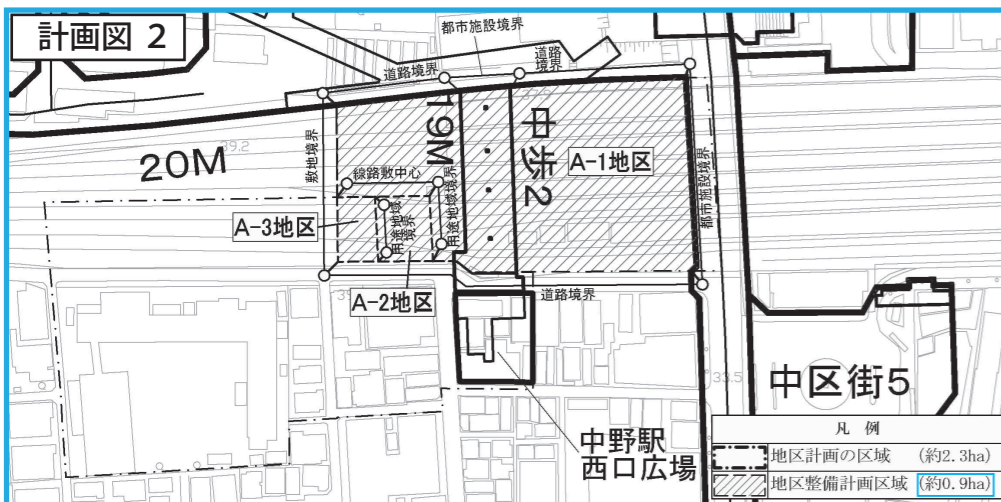 計画図 2
都市施設境界
道路境界
道路境界
39.2
20M
敷地境界
19M
中歩2
A-1地区
都市施設境界
線路敷中心
用途地域境界
用途地域境界
A-3地区
A-2地区
道路境界
33.5
中区街5
中野駅
西口広場
凡 例
地区計画の区域 (約2.3ha)
地区整備計画区域 (約0.9ha)